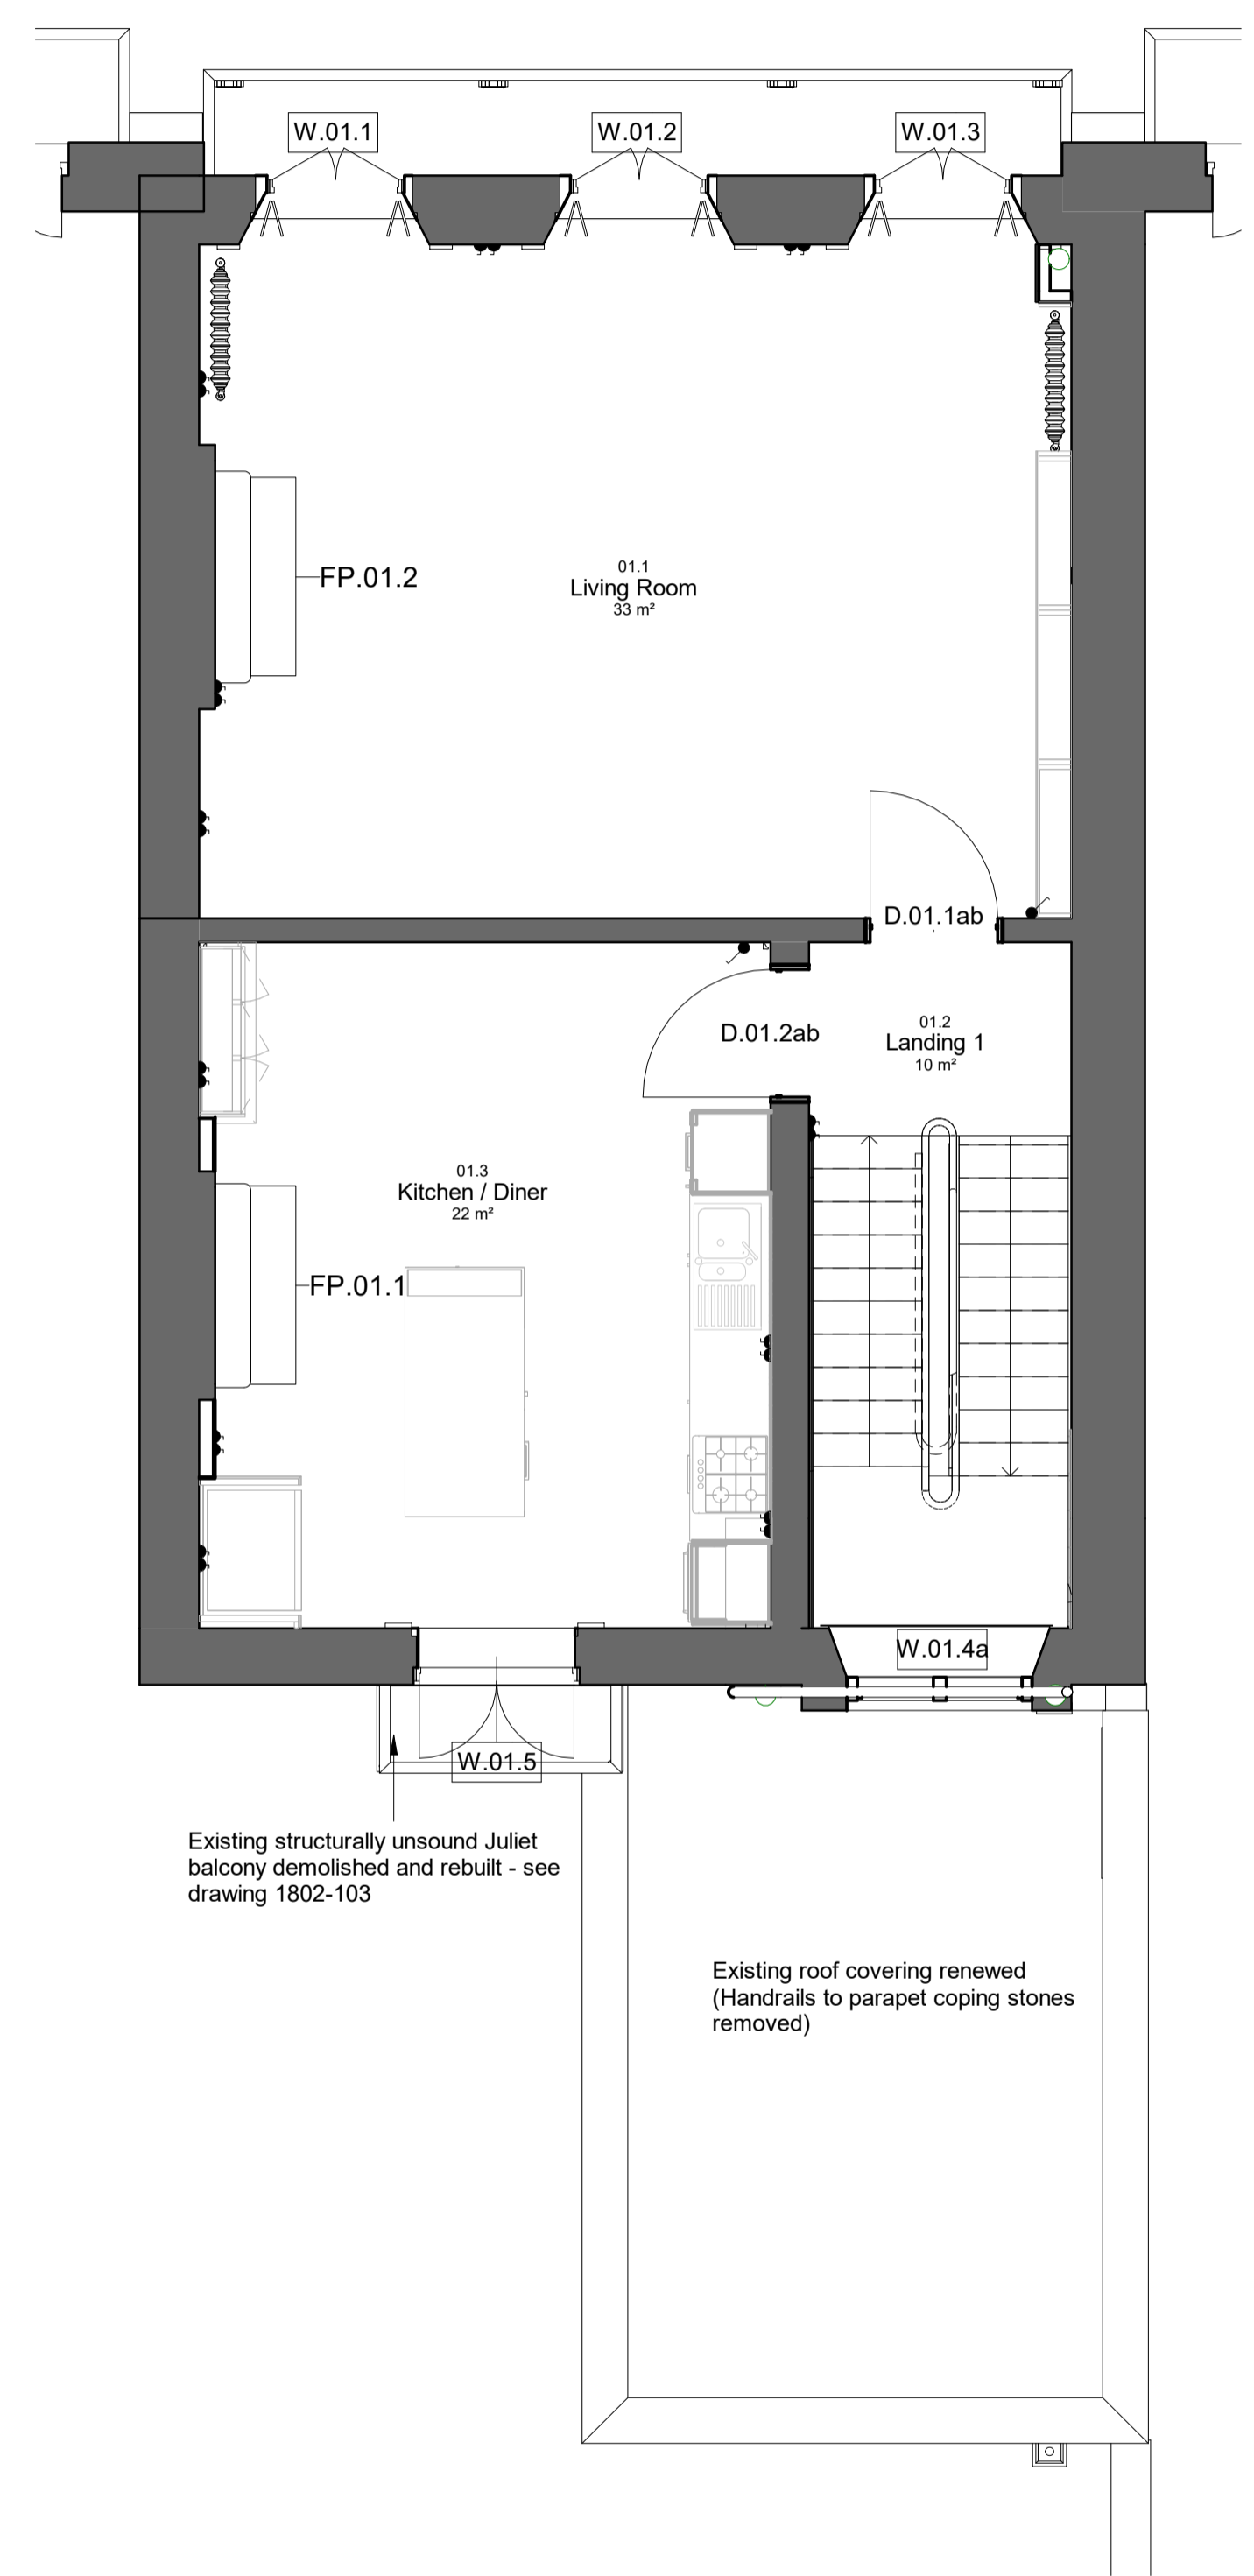 W.01.1
W.01.2
W.01.3
FP.01.2
01.1
Living Room
33 m²
D.01.1ab
D.01.2ab
01.2
Landing 1
10 m²
01.3
Kitchen / Diner
22 m²
FP.01.1
W.01.4a
W.01.5
Existing structurally unsound Juliet
balcony demolished and rebuilt - see
drawing 1802-103
Existing roof covering renewed
(Handrails to parapet coping stones
removed)